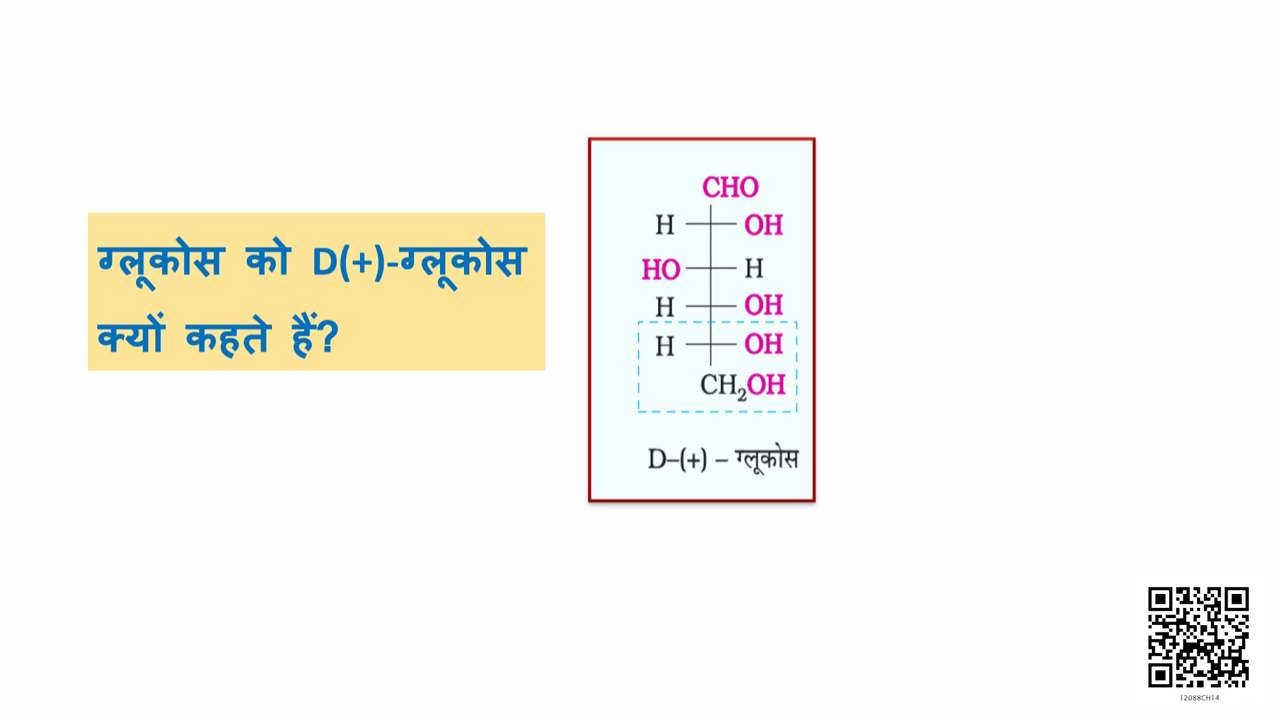 ग्लूकोस को D(+)-ग्लूकोस
क्यों कहते हैं?
CHO
H OH
HO H
H OH
H OH
CH₂OH
D–(+) – ग्लूकोस
12088CH14